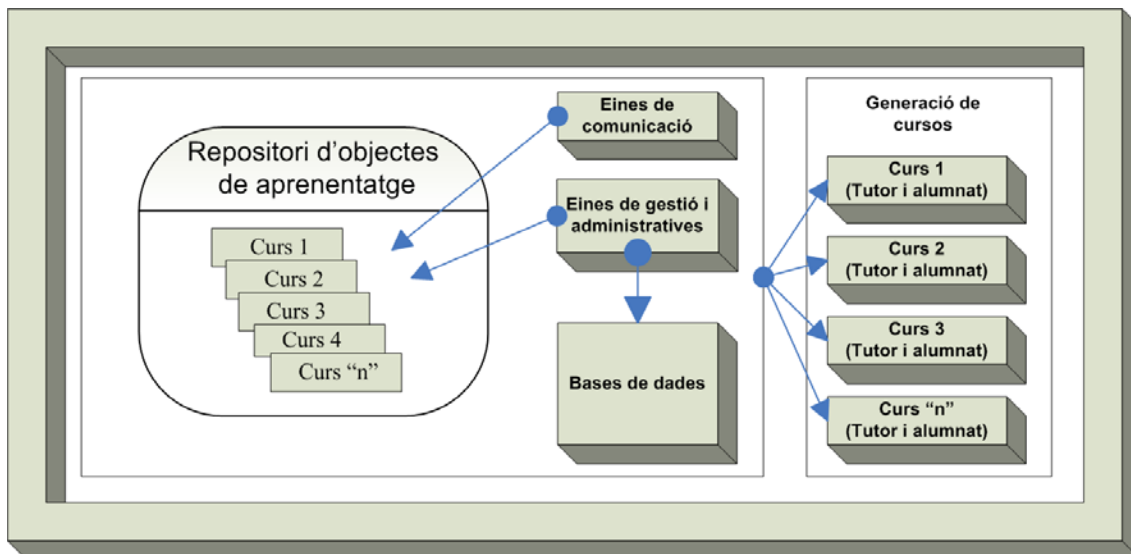 Repositori d’objectes
de aprenentatge
Curs 1
Curs 2
Curs 3
Curs 4
Curs “n”
Eines de
comunicació
Eines de gestió i
administratives
Bases de dades
Generació de
cursos
Curs 1
(Tutor i alumnat)
Curs 2
(Tutor i alumnat)
Curs 3
(Tutor i alumnat)
Curs “n”
(Tutor i alumnat)